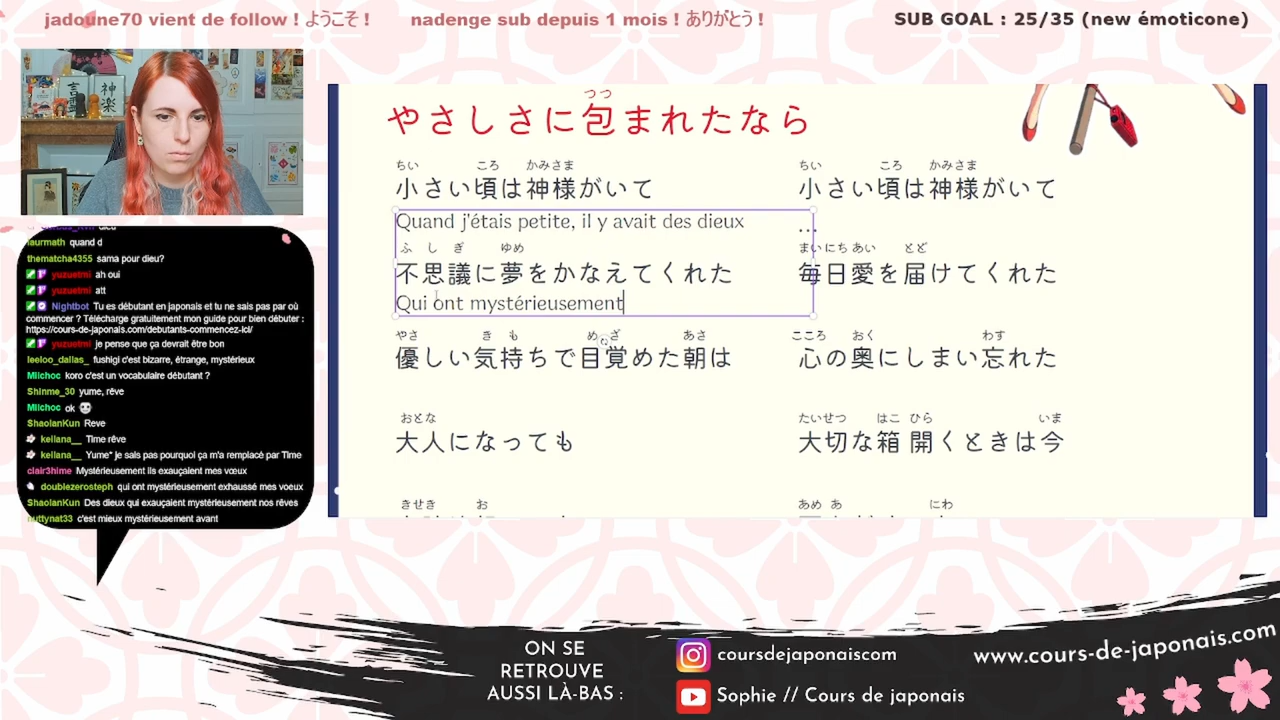 jadoune70 vient de follow ! ようこそ ! nadenge sub depuis 1 mois ! ありがとう ! SUB GOAL : 25/35 (new émoticone)
言
神楽
laurmath quand d
thematcha4355 sama pour dieu?
yuzuetmi ah oui
yuzuetmi att
Nightbot Tu es débutant en japonais et tu ne sais pas par où
commencer ? Télécharge gratuitement mon guide pour bien débuter :
https://cours-de-japonais.com/debutants-commencez-ici/
yuzuetmi je pense que ça devrait être bon
leeloo_dallas_ fushigi c'est bizarre, étrange, mystérieux
Miichoc koro c'est un vocabulaire débutant ?
Shinme_30 yume, rêve
Miichoc ok
ShaolanKun Reve
keilana__ Time rêve
keilana__ Yume* je sais pas pourquoi ça m'a remplacé par Time
clair3hime Mystérieusement ils exauçaient mes vœux
doublezerosteph qui ont mystérieusement exhaussé mes voeux
ShaolanKun Des dieux qui exauçaient mystérieusement nos rêves
nuttynat33 c'est mieux mystérieusement avant
つつ
やさしさに包まれたなら
ちい ころ かみさま
小さい頃は神様がいて
Quand j'étais petite, il y avait des dieux
ふ し ぎ ゆめ
不思議に夢をかなえてくれた
Qui ont mystérieusement
やさ き も め ざ あさ
優しい気持ちで目覚めた朝は
おとな
大人になっても
きせき お
ちい ころ かみさま
小さい頃は神様がいて
...
まいにち あい とど
毎日愛を届けてくれた
こころ おく わす
心の奥にしまい忘れた
たいせつ はこ ひら いま
大切な箱 開くときは今
あめ あ にわ
ON SE
RETROUVE
AUSSI LÀ-BAS :
coursdejaponaiscom
Sophie // Cours de japonais
www.cours-de-japonais.com